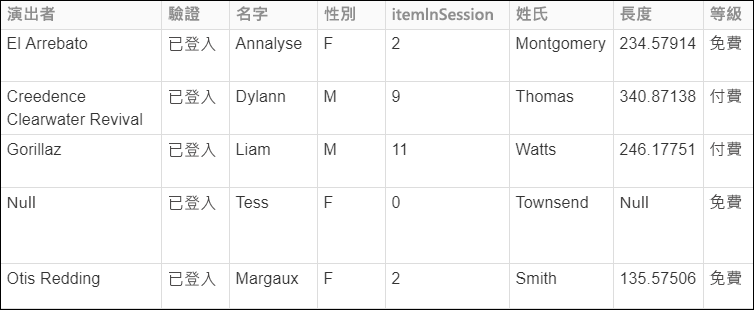 演出者 驗證 名字 性別 itemInSession 姓氏 長度 等級
El Arrebato 已登入 Annalyse F 2 Montgomery 234.57914 免費
Creedence 已登入 Dylann M 9 Thomas 340.87138 付費
Clearwater Revival
Gorillaz 已登入 Liam M 11 Watts 246.17751 付費
Null 已登入 Tess F 0 Townsend Null 免費
Otis Redding 已登入 Margaux F 2 Smith 135.57506 免費